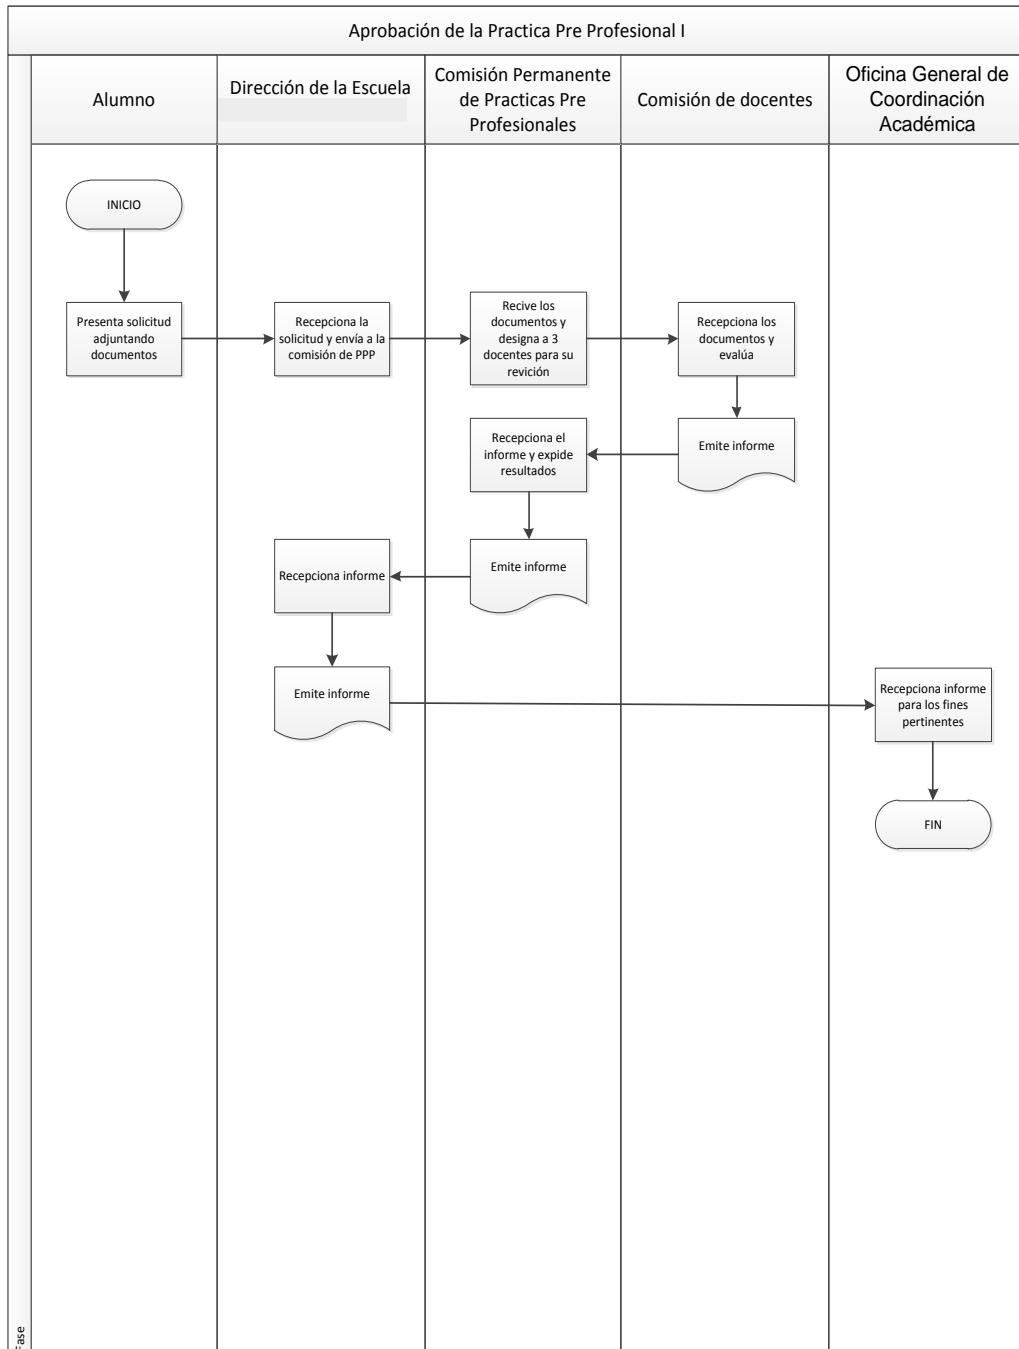 Aprobación de la Practica Pre Profesional I
Alumno
Dirección de la Escuela
Comisión Permanente
de Practicas Pre
Profesionales
Comisión de docentes
Oficina General de
Coordinación
Académica
INICIO
Presenta solicitud
adjuntando
documentos
Recepciona la
solicitud y envía a la
comisión de PPP
Recive los
documentos y
designa a 3
docentes para su
revición
Recepciona los
documentos y
evalúa
Emite informe
Recepciona el
informe y expide
resultados
Emite informe
Recepciona informe
Emite informe
Recepciona informe
para los fines
pertinentes
FIN
Fase